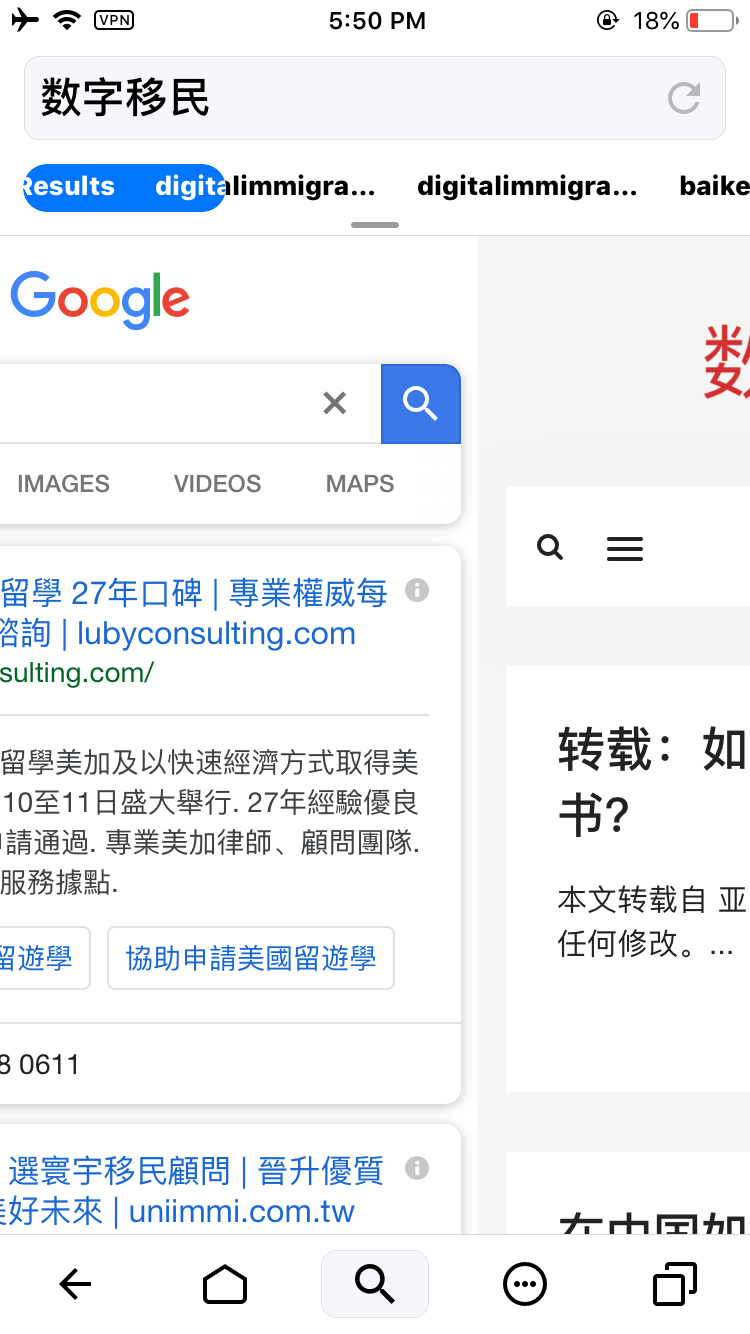 VPN
5:50 PM
18%
数字移民
Results
digitalimmigra...
digitalimmigra...
baike
Google
IMAGES
VIDEOS
MAPS
留學 27年口碑 | 專業權威每
諮詢 | lubyconsulting.com
sulting.com/
留學美加及以快速經濟方式取得美
10至11日盛大舉行. 27年經驗優良
申請通過. 專業美加律師、顧問團隊.
服務據點.
留遊學
協助申請美國留遊學
8 0611
選寰宇移民顧問 | 晉升優質
美好未來 | uniimmi.com.tw
数
转载：如
书?
本文转载自 亚
任何修改。...
在中国如